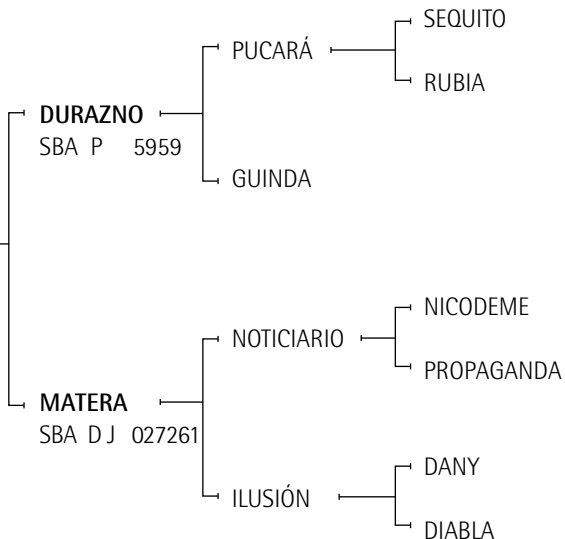 SEQUITO
PUCARÁ
RUBIA
DURAZNO
SBA P 5959
GUINDA
NICODEME
NOTICIARIO
PROPAGANDA
MATERA
SBA D J 027261
DANY
ILUSIÓN
DIABLA